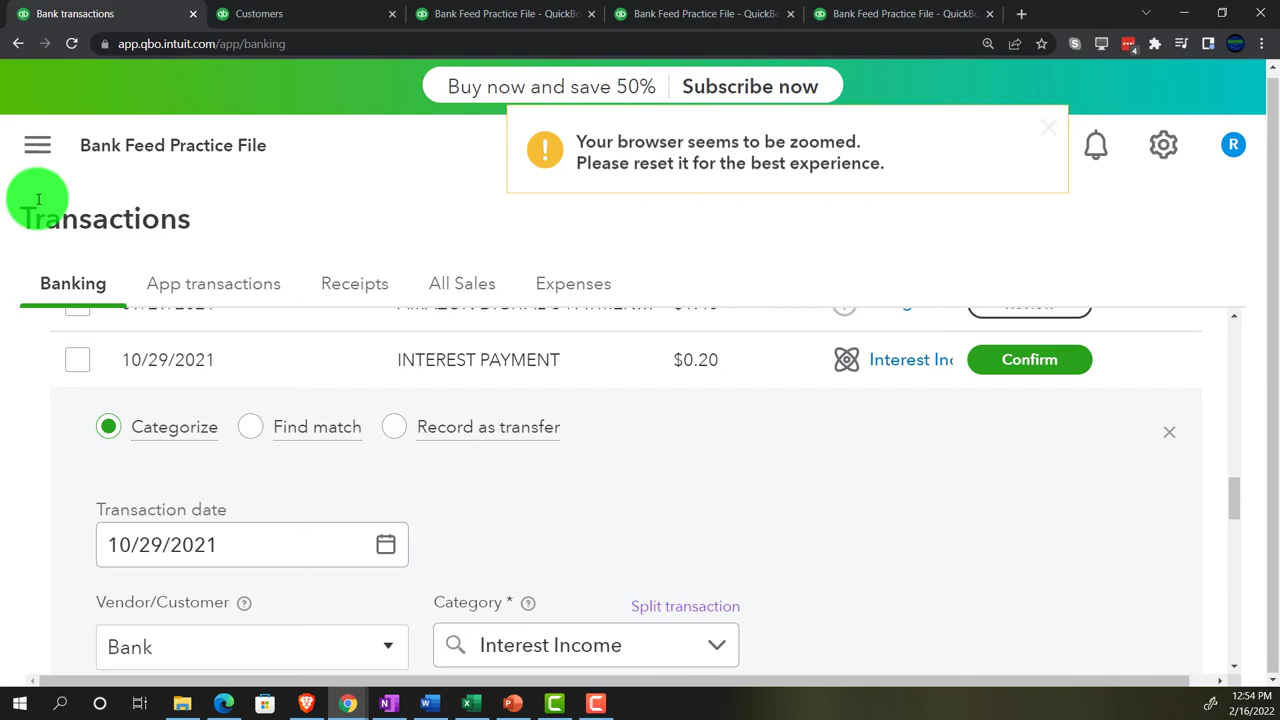 Bank transactions
Customers
Bank Feed Practice File - QuickBo
Bank Feed Practice File - QuickBo
Bank Feed Practice File - QuickBo
app.qbo.intuit.com/app/banking
4
Buy now and save 50%
Subscribe now
Your browser seems to be zoomed.
Please reset it for the best experience.
Bank Feed Practice File
R
Transactions
Banking
App transactions
Receipts
All Sales
Expenses
10/29/2021
INTEREST PAYMENT
$0.20
Interest Inc
Confirm
Categorize
Find match
Record as transfer
Transaction date
10/29/2021
Vendor/Customer
Category *
Split transaction
Bank
Interest Income
12:54 PM
2/16/2022